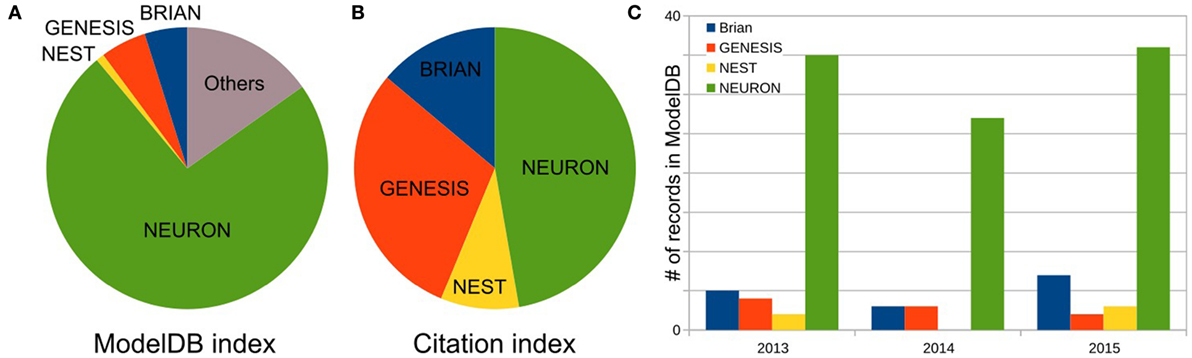 A
BRIAN
GENESIS
NEST
Others
NEURON
ModelDB index
B
BRIAN
GENESIS
NEURON
NEST
Citation index
C
# of records in ModelDB
40
0
Brian
GENESIS
NEST
NEURON
2013
2014
2015